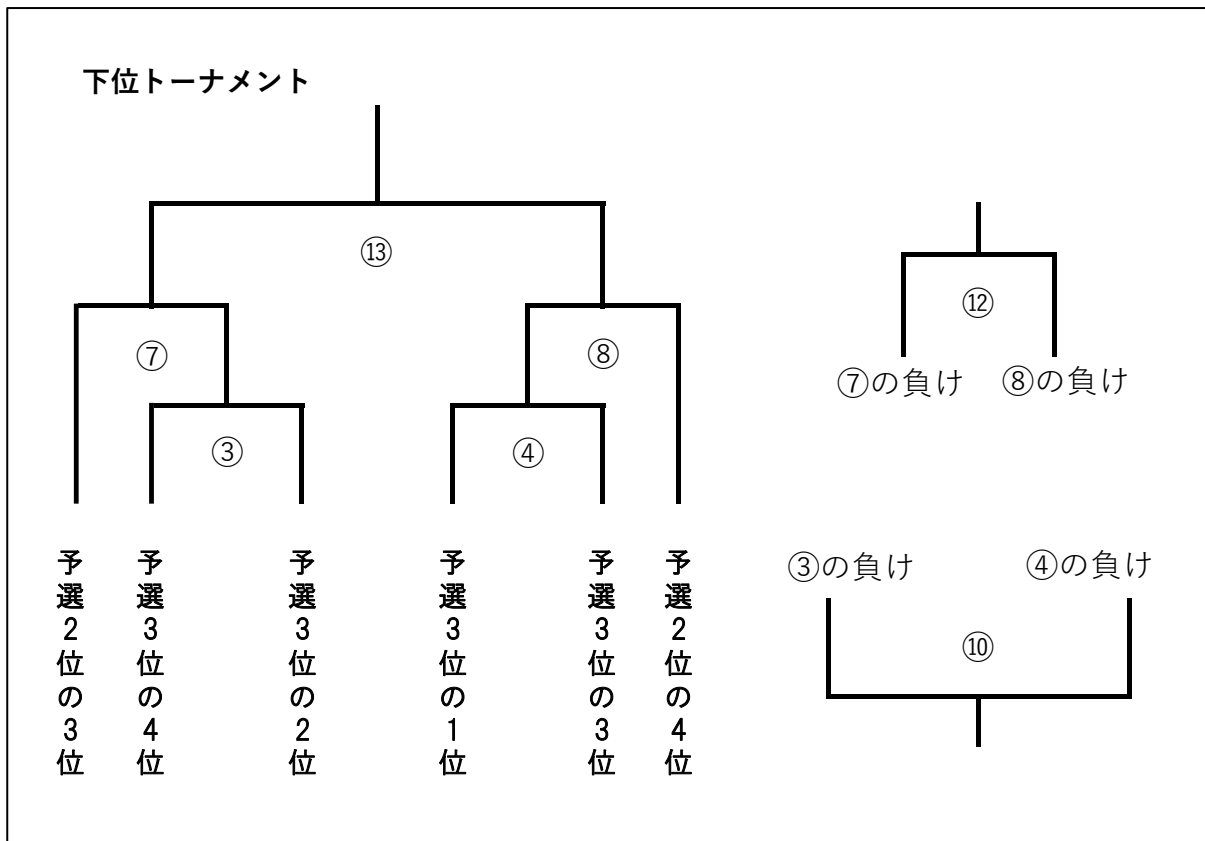 下位トーナメント
⑬
⑫
⑦
⑧
⑦の負け
⑧の負け
③
④
予選2位の3位
予選3位の4位
予選3位の2位
予選3位の1位
予選3位の3位
予選2位の4位
③の負け
④の負け
⑩